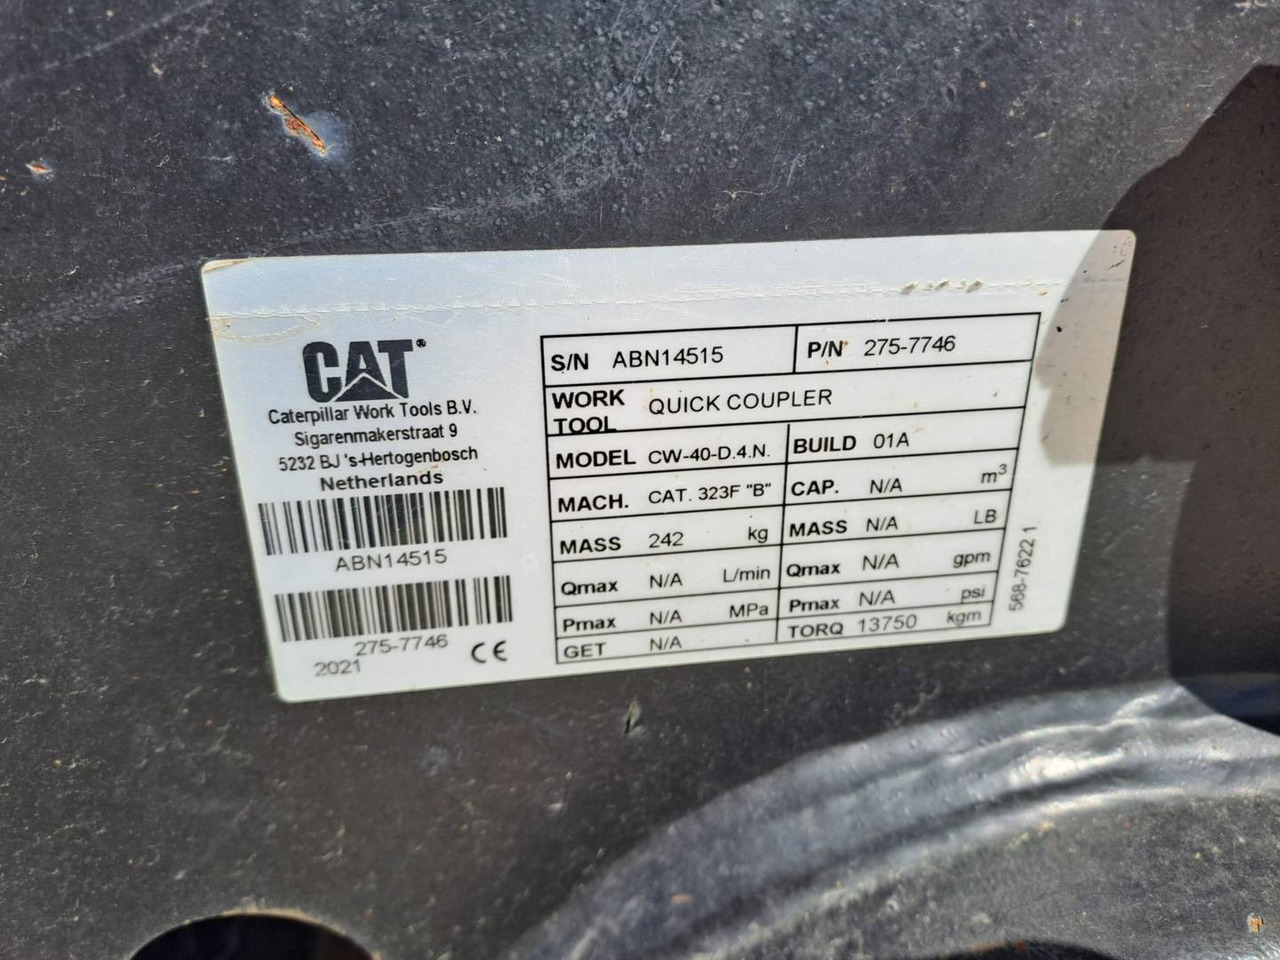 CAT®
Caterpillar Work Tools B.V.
Sigarenmakerstraat 9
5232 BJ 's-Hertogenbosch
Netherlands
ABN14515
275-7746
2021 CE
S/N ABN14515 P/N 275-7746
WORK TOOL QUICK COUPLER
MODEL CW-40-D.4.N. BUILD 01A
MACH. CAT. 323F "B" CAP. N/A m³
MASS 242 kg MASS N/A LB
Qmax N/A L/min Qmax N/A gpm
Pmax N/A MPa Pmax N/A psi
GET N/A TORQ 13750 kgm
568-7622 1